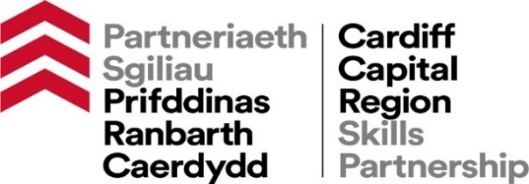 Partneriaeth
Sgiliau
Prifddinas
Ranbarth
Caerdydd
Cardiff
Capital
Region
Skills
Partnership